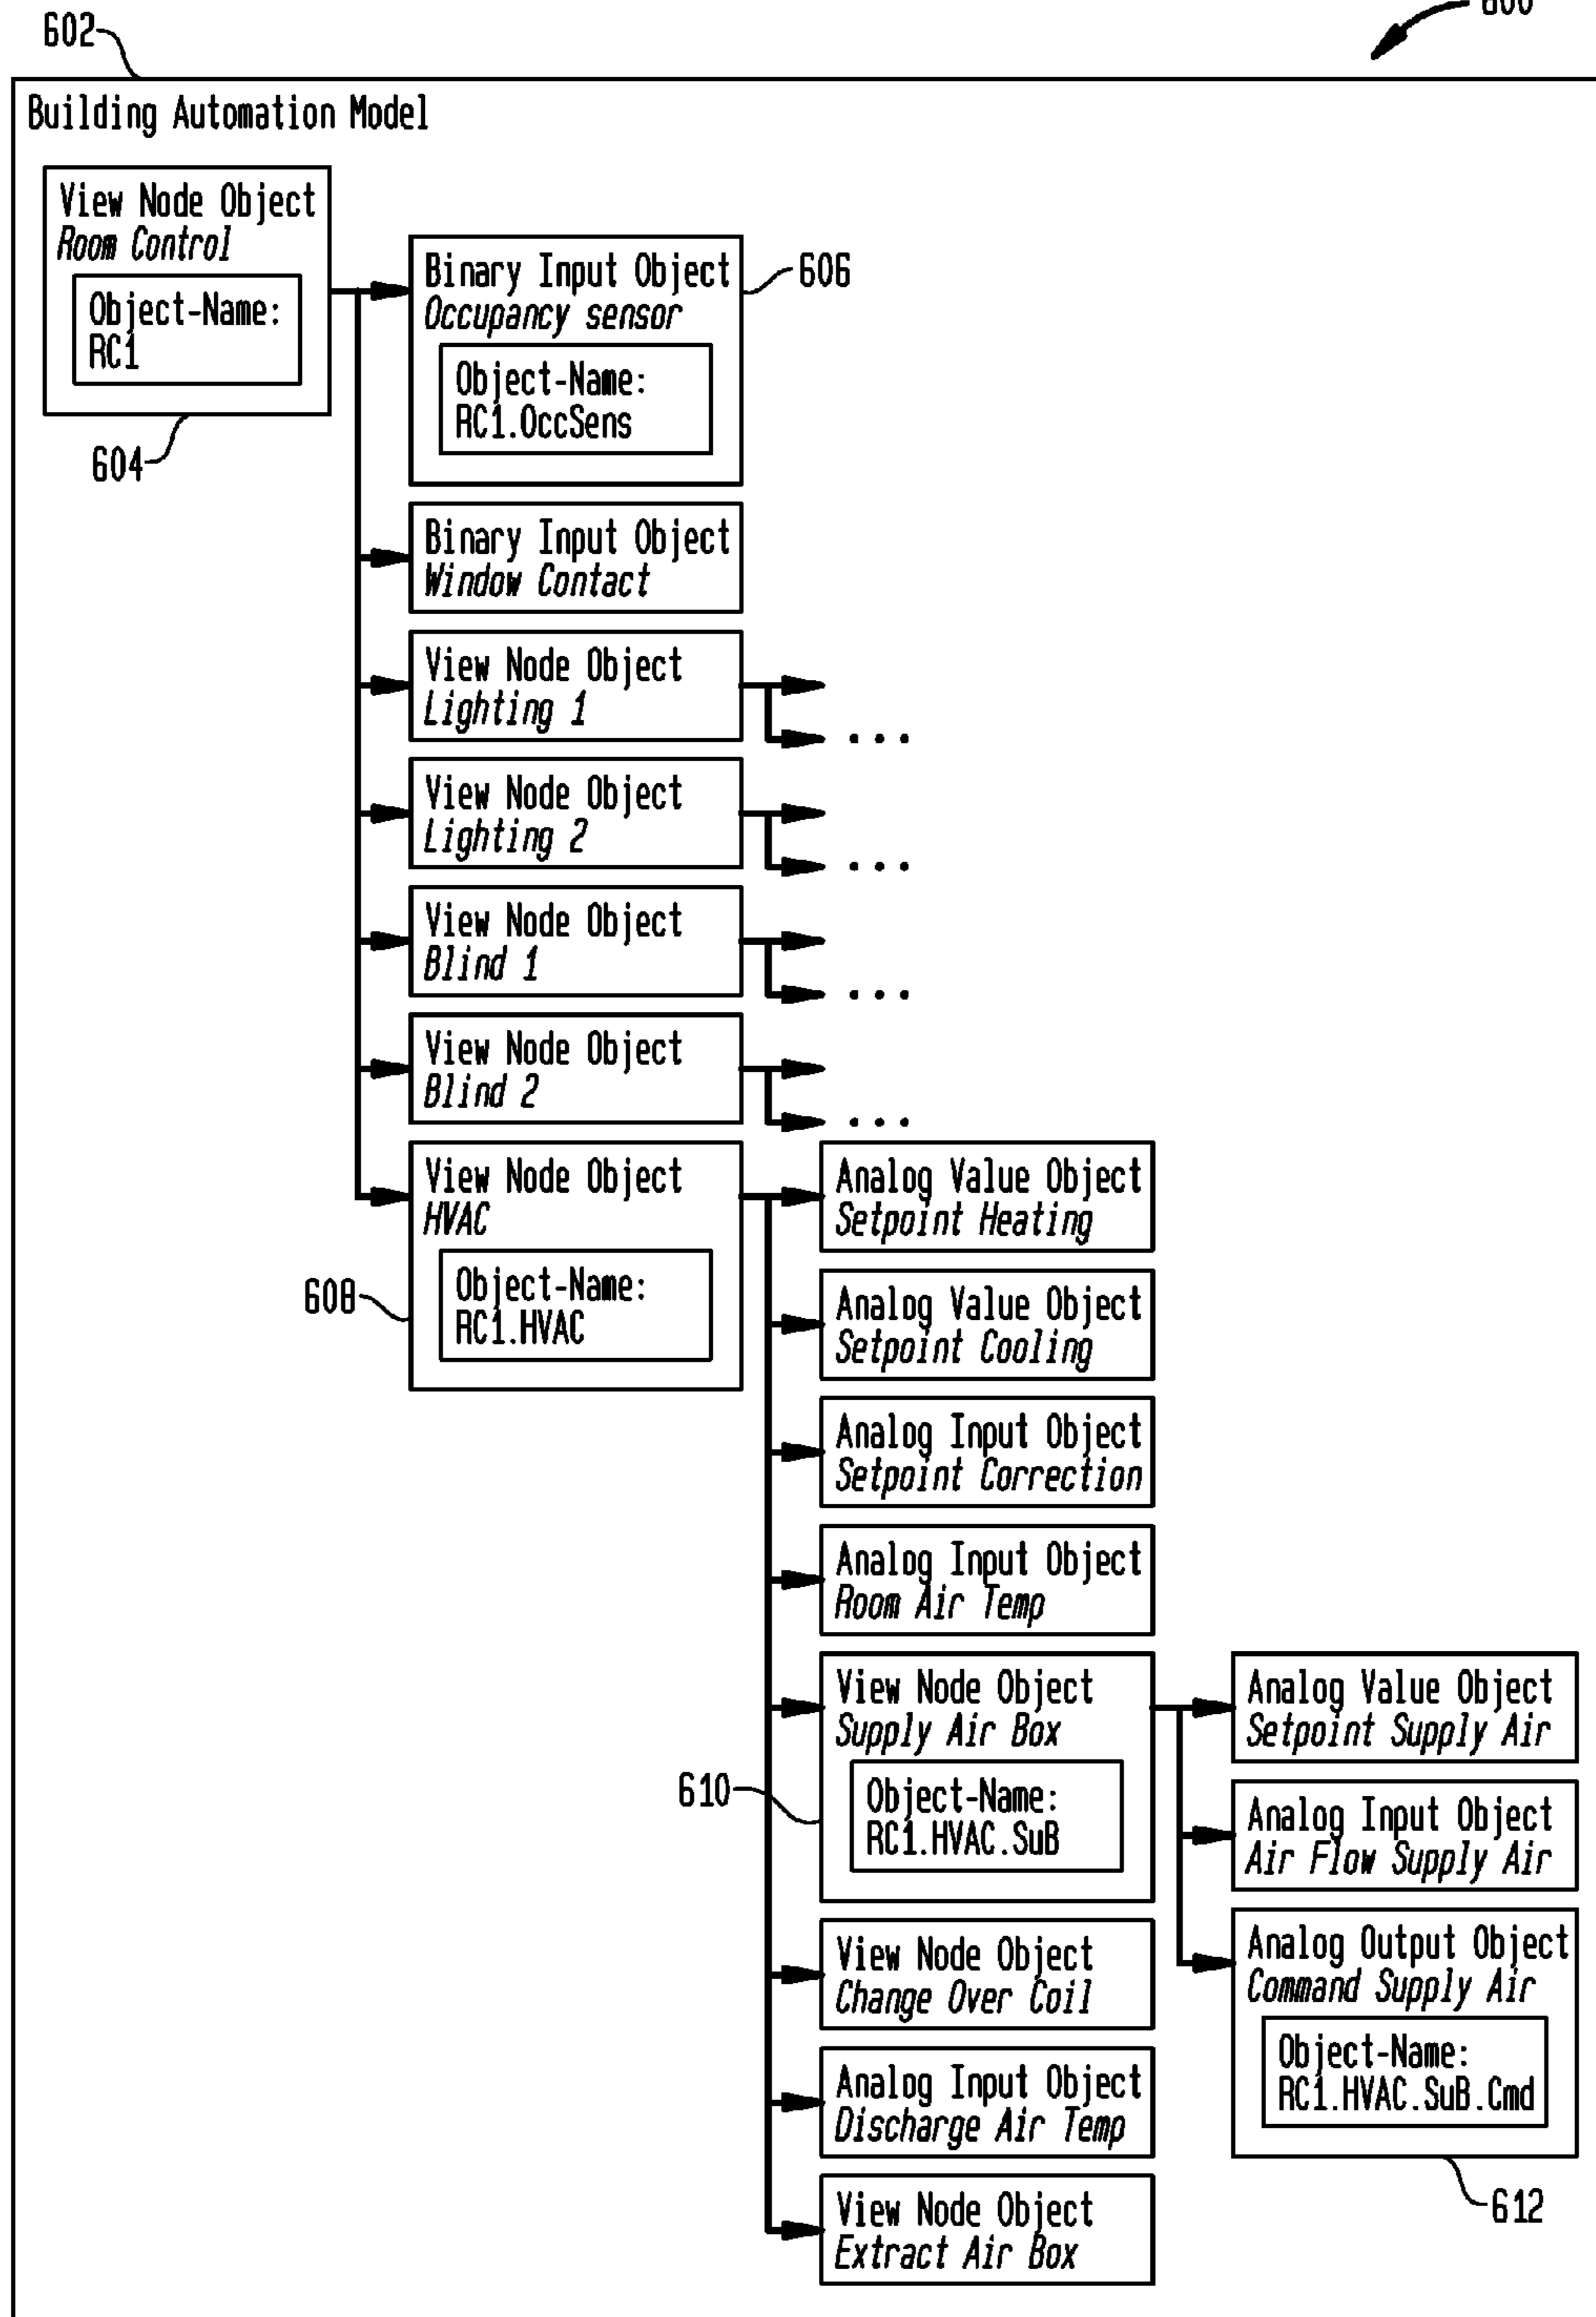 600
602
Building Automation Model
View Node Object
Room Control
Object-Name:
RC1
604
Binary Input Object
Occupancy sensor
Object-Name:
RC1.OccSens
606
Binary Input Object
Window Contact
View Node Object
Lighting 1
...
View Node Object
Lighting 2
...
View Node Object
Blind 1
...
View Node Object
Blind 2
...
View Node Object
HVAC
Object-Name:
RC1.HVAC
608
Analog Value Object
Setpoint Heating
Analog Value Object
Setpoint Cooling
Analog Input Object
Setpoint Correction
Analog Input Object
Room Air Temp
View Node Object
Supply Air Box
Object-Name:
RC1.HVAC.SuB
610
View Node Object
Change Over Coil
Analog Input Object
Discharge Air Temp
View Node Object
Extract Air Box
Analog Value Object
Setpoint Supply Air
Analog Input Object
Air Flow Supply Air
Analog Output Object
Command Supply Air
Object-Name:
RC1.HVAC.SuB.Cmd
612